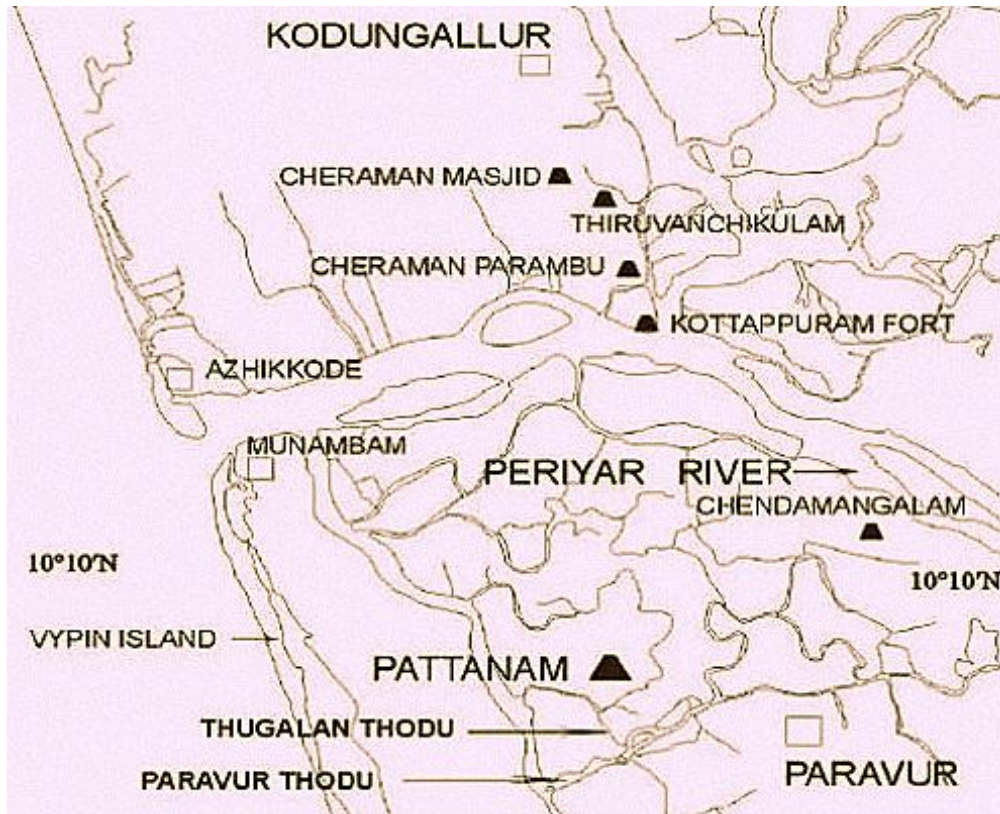 KODUNGALLUR
CHERAMAN MASJID
THIRUVANCHIKULAM
CHERAMAN PARAMBU
KOTTAPPURAM FORT
AZHIKKODE
MUNAMBAM
PERIYAR RIVER
CHENDAMANGALAM
10°10'N
10°10'N
VYPIN ISLAND
PATTANAM
THUGALAN THODU
PARAVUR THODU
PARAVUR